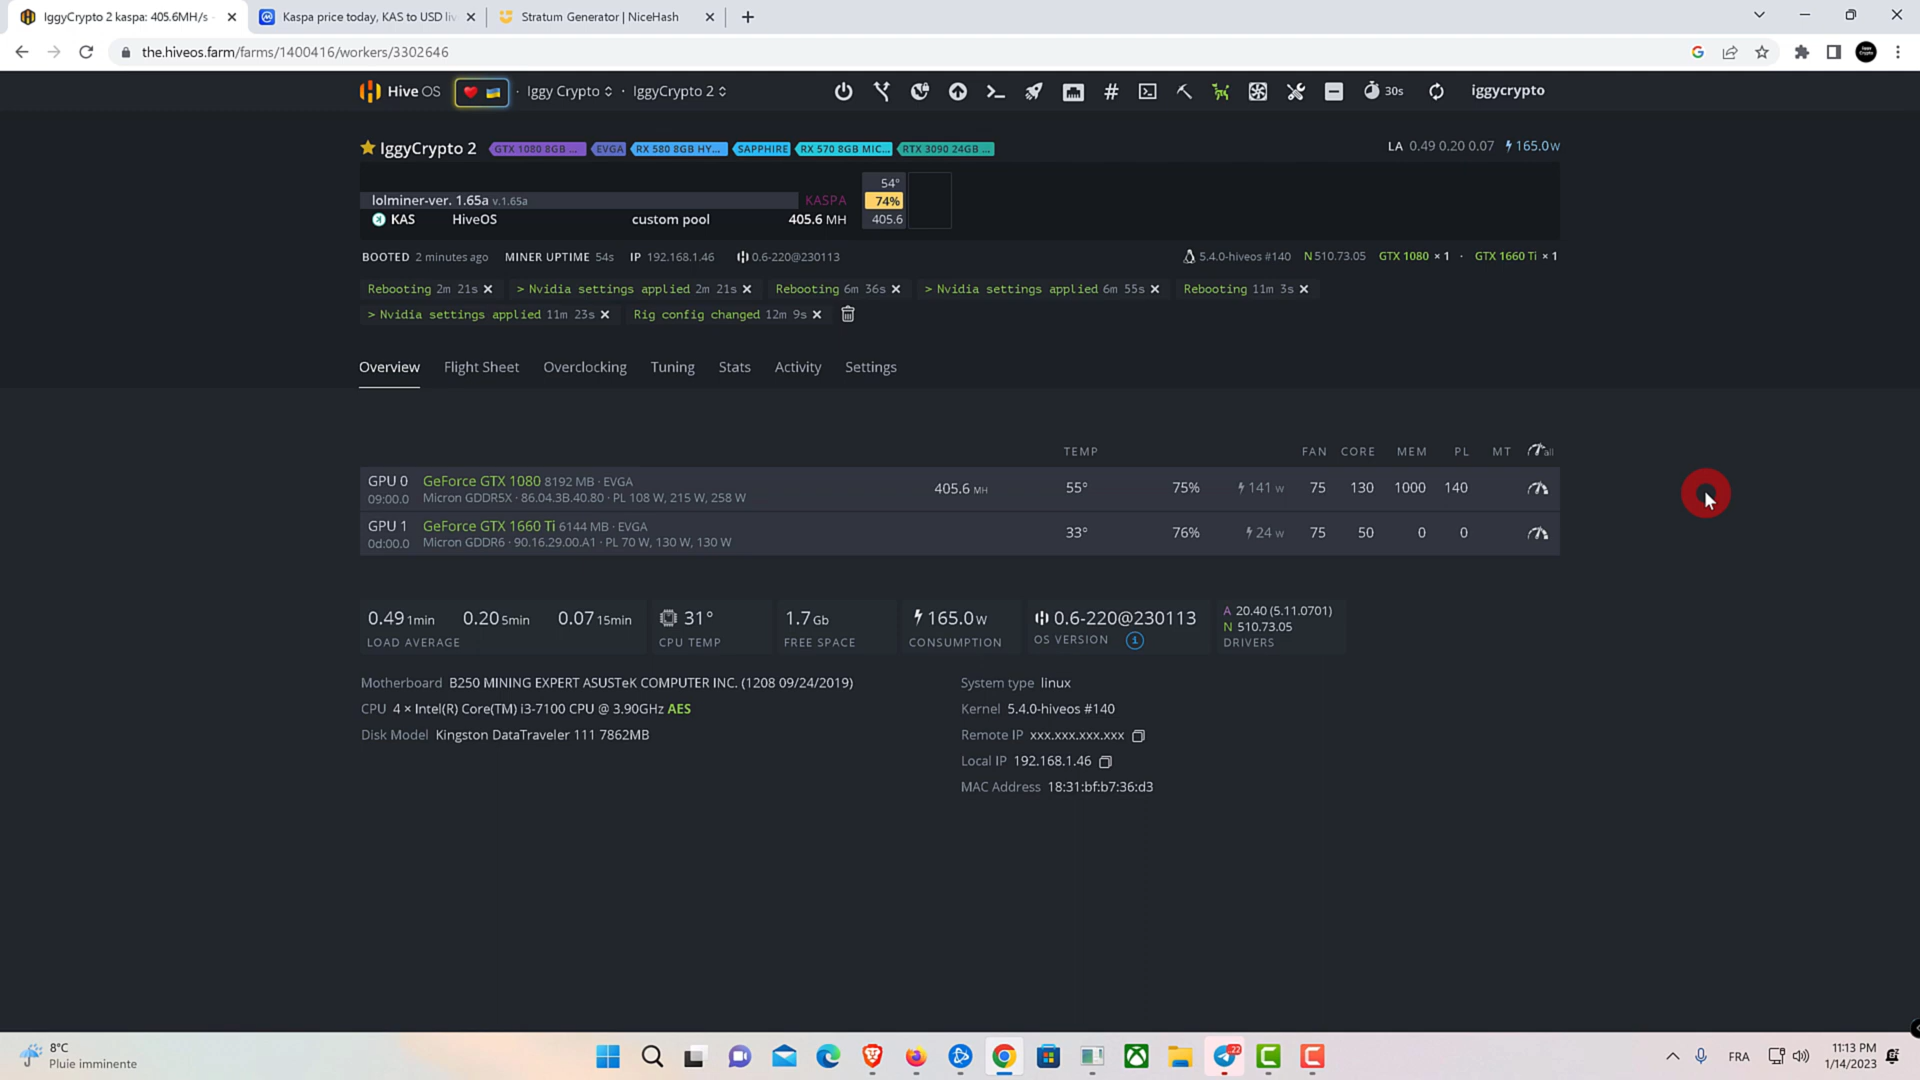 IggyCrypto 2 kaspa: 405.6MH/s -
Kaspa price today, KAS to USD liv
Stratum Generator | NiceHash
the.hiveos.farm/farms/1400416/workers/3302646
Hive OS · Iggy Crypto · IggyCrypto 2 30s iggycrypto
IggyCrypto 2 GTX 1080 8GB ... EVGA RX 580 8GB HY... SAPPHIRE RX 570 8GB MIC... RTX 3090 24GB ... LA 0.49 0.20 0.07 165.0 W
54°
lolminer-ver. 1.65a v.1.65a KASPA 74%
KAS HiveOS custom pool 405.6 MH 405.6
BOOTED 2 minutes ago MINER UPTIME 54s IP 192.168.1.46 0.6-220@230113 5.4.0-hiveos #140 N 510.73.05 GTX 1080 × 1 · GTX 1660 Ti × 1
Rebooting 2m 21s > Nvidia settings applied 2m 21s Rebooting 6m 36s > Nvidia settings applied 6m 55s Rebooting 11m 3s
> Nvidia settings applied 11m 23s Rig config changed 12m 9s
Overview Flight Sheet Overclocking Tuning Stats Activity Settings
TEMP FAN CORE MEM PL MT all
GPU 0 GeForce GTX 1080 8192 MB · EVGA
09:00.0 Micron GDDR5X · 86.04.3B.40.80 · PL 108 W, 215 W, 258 W
405.6 MH 55° 75% 141 W 75 130 1000 140
GPU 1 GeForce GTX 1660 Ti 6144 MB · EVGA
0d:00.0 Micron GDDR6 · 90.16.29.00.A1 · PL 70 W, 130 W, 130 W
33° 76% 24 W 75 50 0 0
0.49 1min 0.20 5min 0.07 15min
LOAD AVERAGE
31°
CPU TEMP
1.7 Gb
FREE SPACE
165.0 W
CONSUMPTION
0.6-220@230113
OS VERSION
A 20.40 (5.11.0701)
N 510.73.05
DRIVERS
Motherboard B250 MINING EXPERT ASUSTeK COMPUTER INC. (1208 09/24/2019)
CPU 4 × Intel(R) Core(TM) i3-7100 CPU @ 3.90GHz AES
Disk Model Kingston DataTraveler 111 7862MB
System type linux
Kernel 5.4.0-hiveos #140
Remote IP xxx.xxx.xxx.xxx
Local IP 192.168.1.46
MAC Address 18:31:bf:b7:36:d3
8°C
Pluie imminente
22
FRA
11:13 PM
1/14/2023